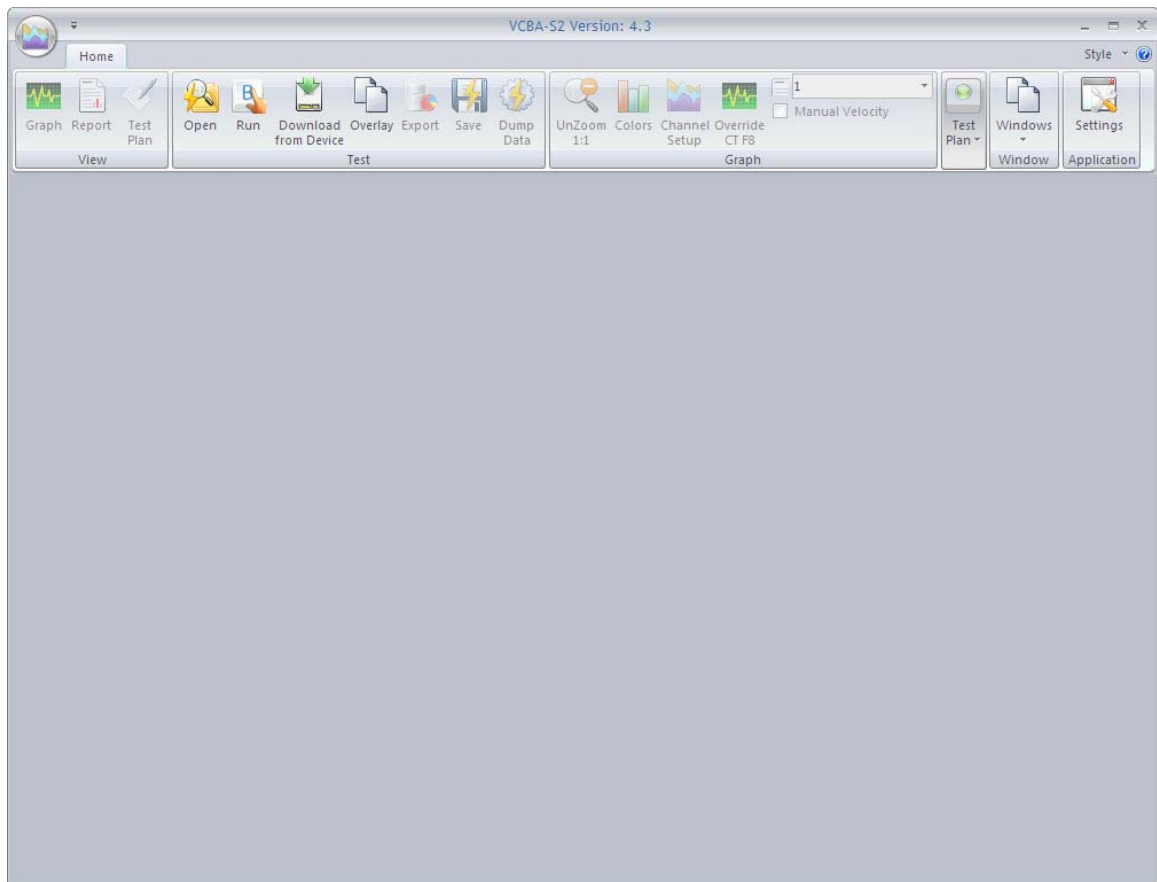 VCBA-S2 Version: 4.3
Home
Style
Graph Report Test Plan Open Run Download from Device Overlay Export Save Dump Data UnZoom 1:1 Colors Channel Setup Override CT F8 1 Manual Velocity Test Plan Windows Settings
View Test Graph Window Application